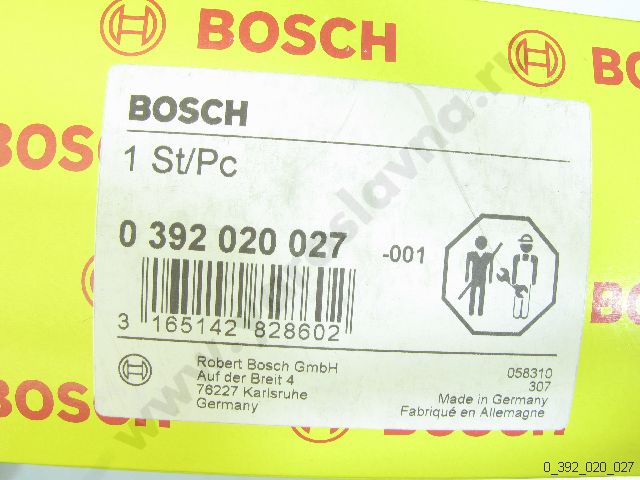 BOSCH
BOSCH
BOSCH
BOSCH
1 St/Pc
0 392 020 027 -001
3 165142 828602
Robert Bosch GmbH
Auf der Breit 4
76227 Karlsruhe
Germany
058310
307
Made in Germany
Fabriqué en Allemagne
BOSCH
BOSCH
0_392_020_027